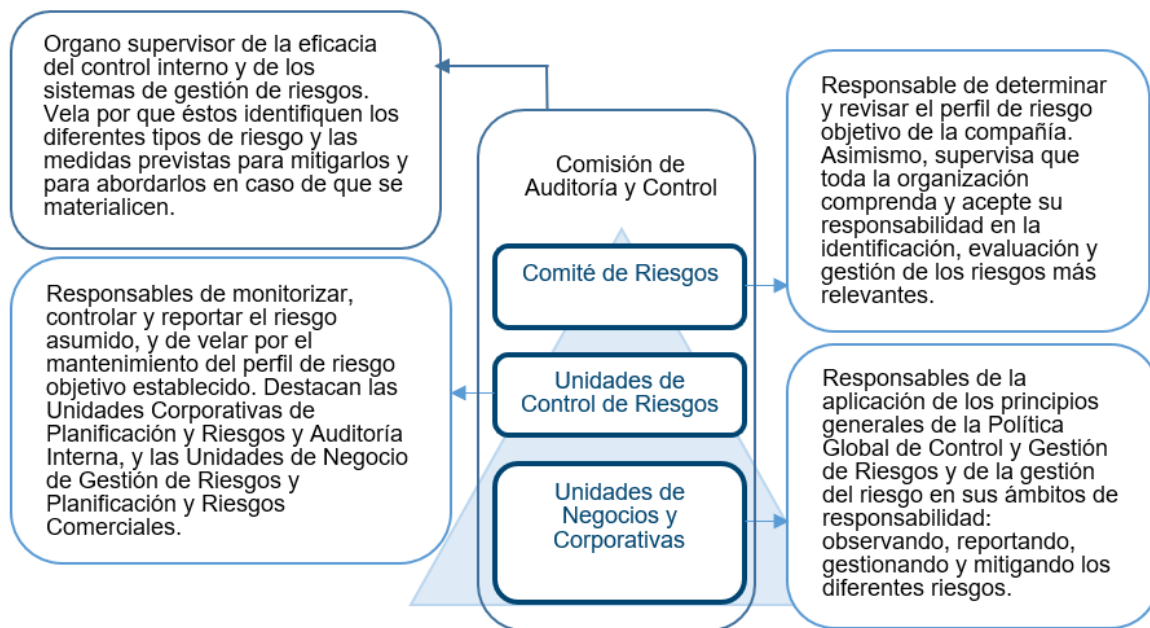 Organo supervisor de la eficacia
del control interno y de los
sistemas de gestión de riesgos.
Vela por que éstos identifiquen los
diferentes tipos de riesgo y las
medidas previstas para mitigarlos y
para abordarlos en caso de que se
materialicen.
Comisión de
Auditoría y Control
Responsable de determinar
y revisar el perfil de riesgo
objetivo de la compañía.
Asimismo, supervisa que
toda la organización
comprenda y acepte su
responsabilidad en la
identificación, evaluación y
gestión de los riesgos más
relevantes.
Comité de Riesgos
Responsables de monitorizar,
controlar y reportar el riesgo
asumido, y de velar por el
mantenimiento del perfil de riesgo
objetivo establecido. Destacan las
Unidades Corporativas de
Planificación y Riesgos y Auditoría
Interna, y las Unidades de Negocio
de Gestión de Riesgos y
Planificación y Riesgos
Comerciales.
Unidades de
Control de Riesgos
Unidades de
Negocios y
Corporativas
Responsables de la
aplicación de los principios
generales de la Política
Global de Control y Gestión
de Riesgos y de la gestión
del riesgo en sus ámbitos de
responsabilidad:
observando, reportando,
gestionando y mitigando los
diferentes riesgos.